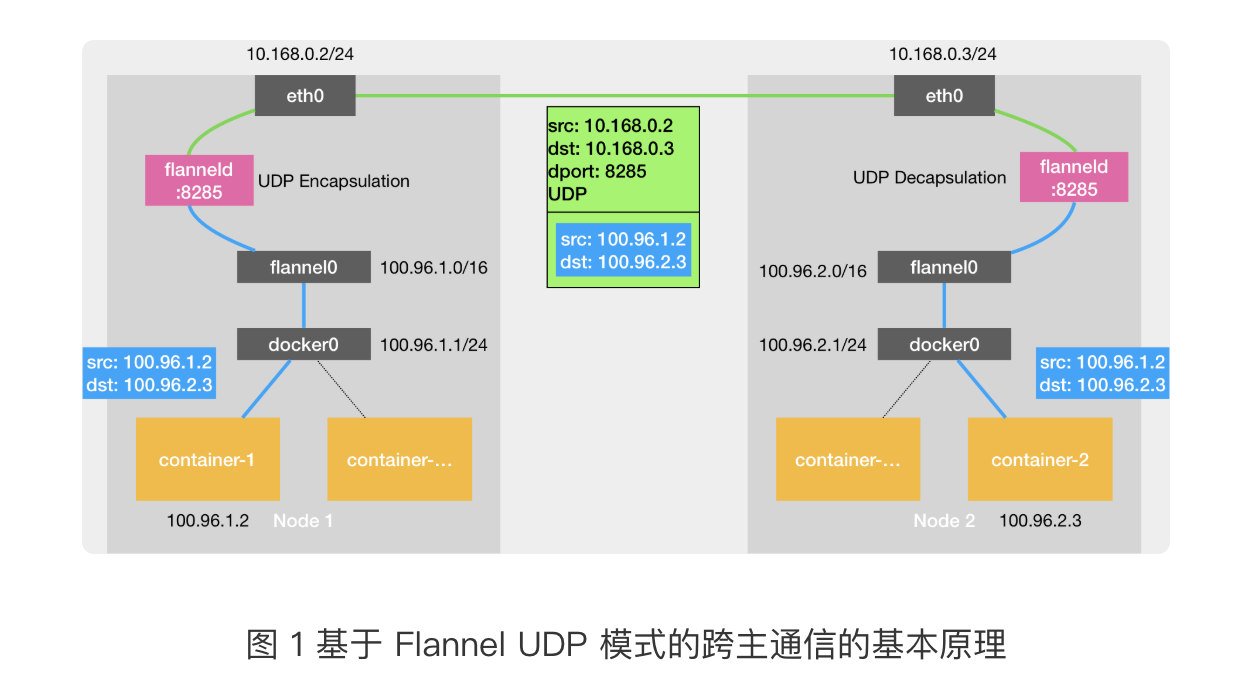 10.168.0.2/24
10.168.0.3/24
eth0
eth0
src: 10.168.0.2
dst: 10.168.0.3
dport: 8285
UDP
flanneld
:8285
UDP Encapsulation
UDP Decapsulation
flanneld
:8285
src: 100.96.1.2
dst: 100.96.2.3
flannel0
100.96.1.0/16
100.96.2.0/16
flannel0
docker0
100.96.1.1/24
100.96.2.1/24
docker0
src: 100.96.1.2
dst: 100.96.2.3
src: 100.96.1.2
dst: 100.96.2.3
container-1
container-...
container-...
container-2
100.96.1.2
Node 1
Node 2
100.96.2.3
图 1 基于 Flannel UDP 模式的跨主通信的基本原理